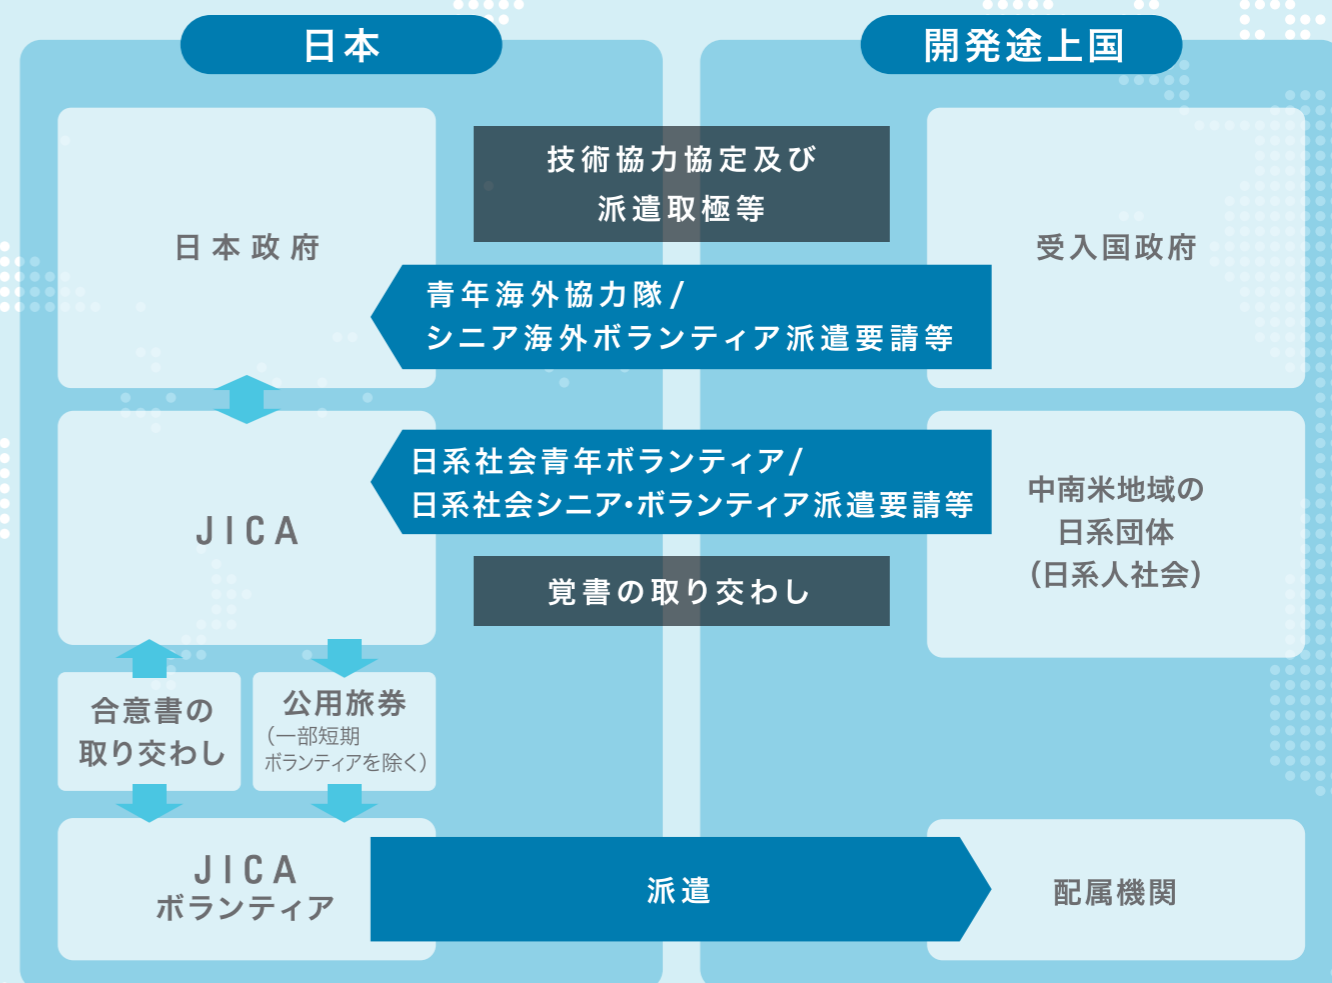 日本
開発途上国
日本政府
技術協力協定及び
派遣取極等
受入国政府
青年海外協力隊/
シニア海外ボランティア派遣要請等
JICA
日系社会青年ボランティア/
日系社会シニア・ボランティア派遣要請等
中南米地域の
日系団体
（日系人社会）
覚書の取り交わし
合意書の
取り交わし
公用旅券
（一部短期
ボランティアを除く）
JICA
ボランティア
派遣
配属機関